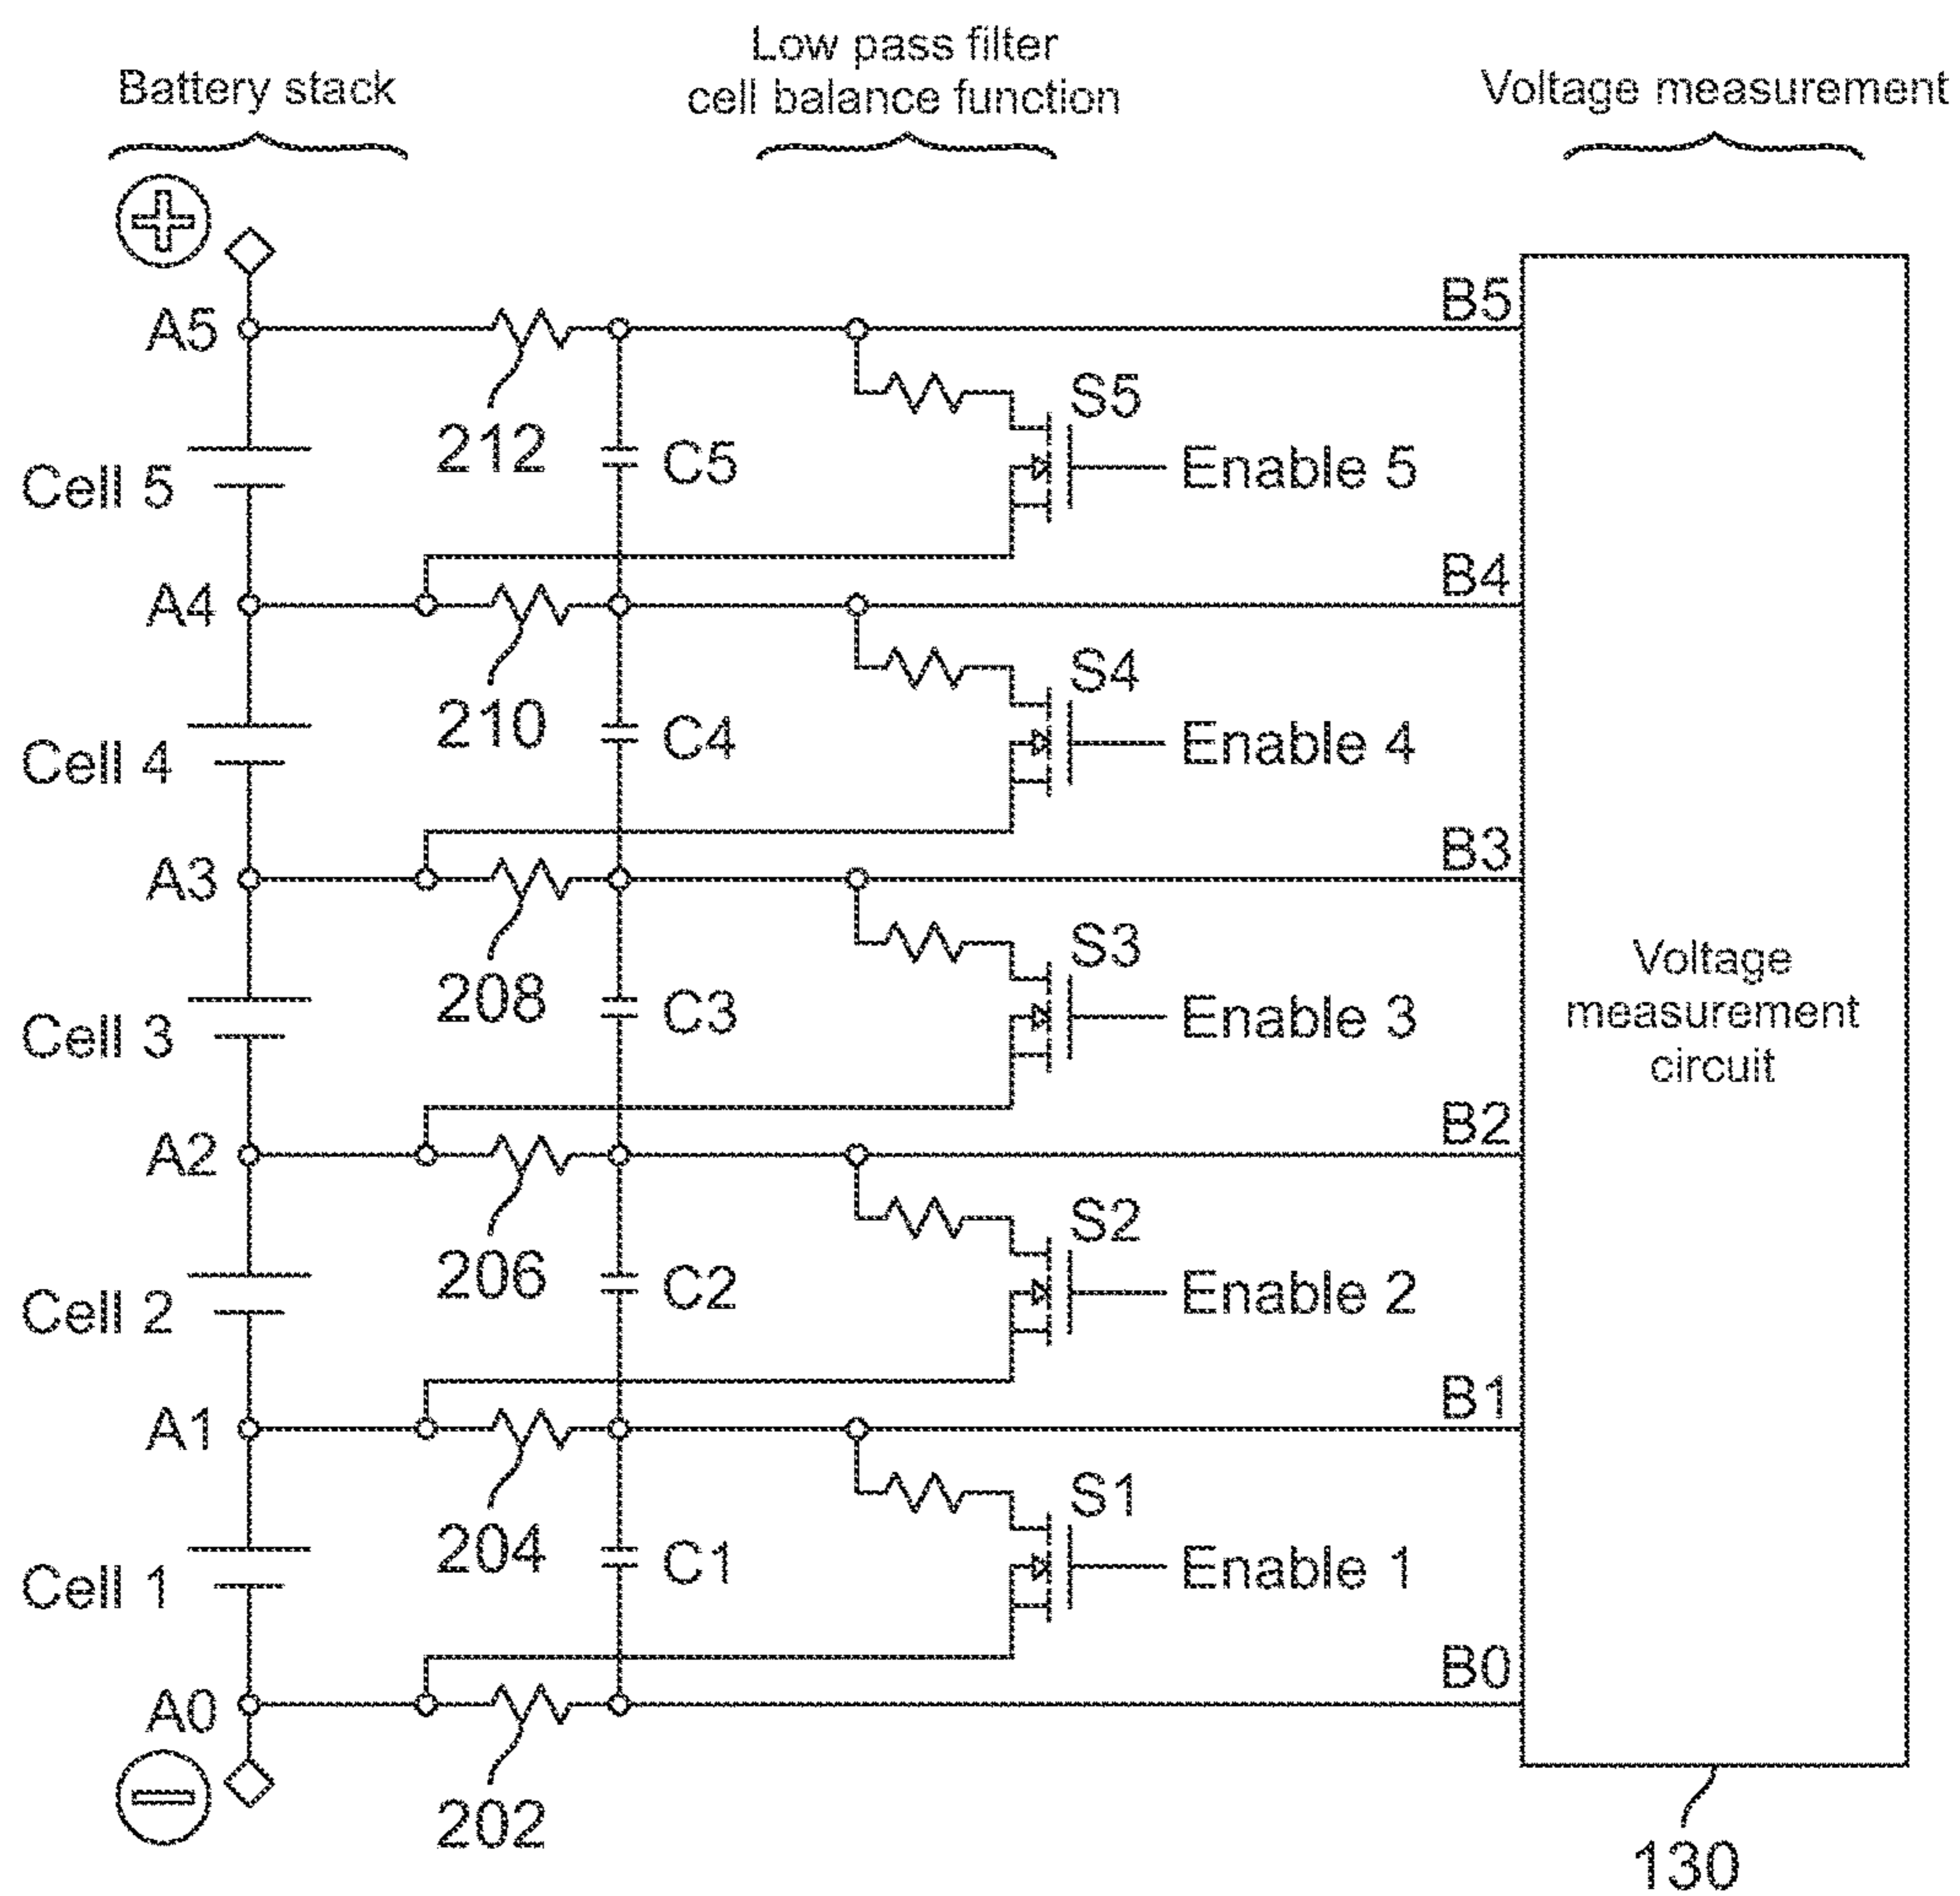 Low pass filter
Battery stack
cell balance function
Voltage measurement
A5
B5
S5
212
C5
Enable 5
Cell 5
A4
B4
S4
210
C4
Enable 4
Cell 4
A3
B3
S3
208
C3
Enable 3
Cell 3
Voltage
measurement
circuit
A2
B2
S2
206
C2
Enable 2
Cell 2
A1
B1
S1
204
C1
Enable 1
Cell 1
A0
B0
202
130